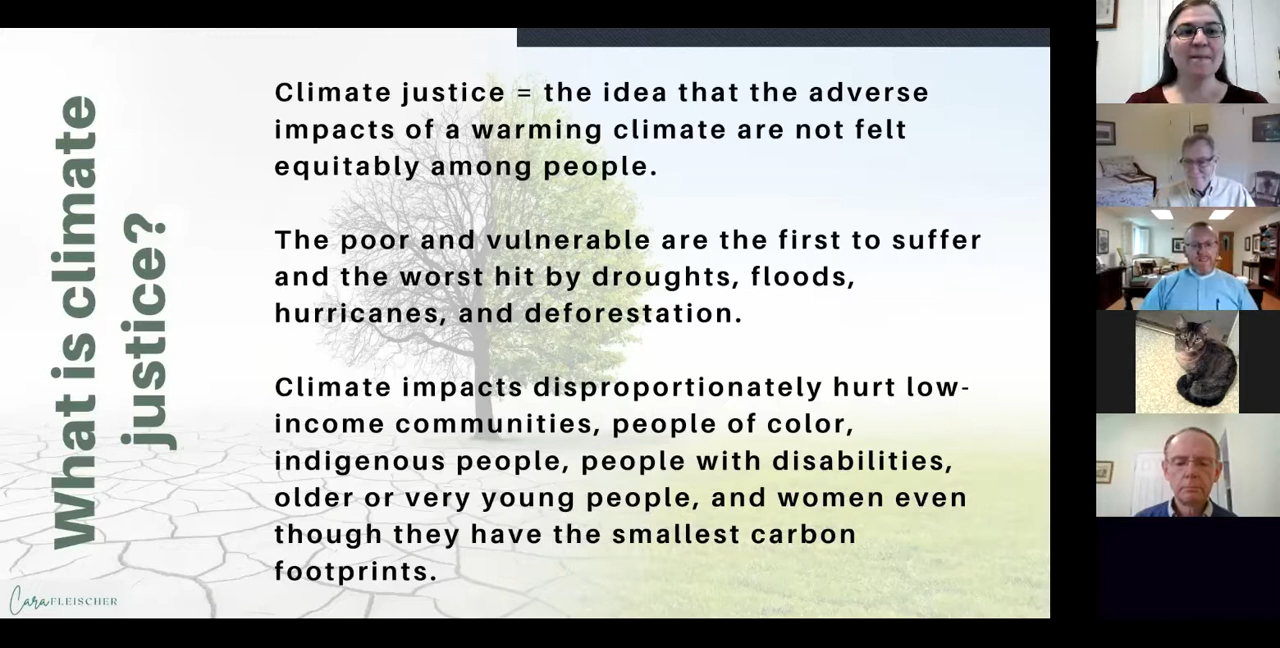 What is climate
justice?
Climate justice = the idea that the adverse
impacts of a warming climate are not felt
equitably among people.
The poor and vulnerable are the first to suffer
and the worst hit by droughts, floods,
hurricanes, and deforestation.
Climate impacts disproportionately hurt low-
income communities, people of color,
indigenous people, people with disabilities,
older or very young people, and women even
though they have the smallest carbon
footprints.
Cara FLEISCHER